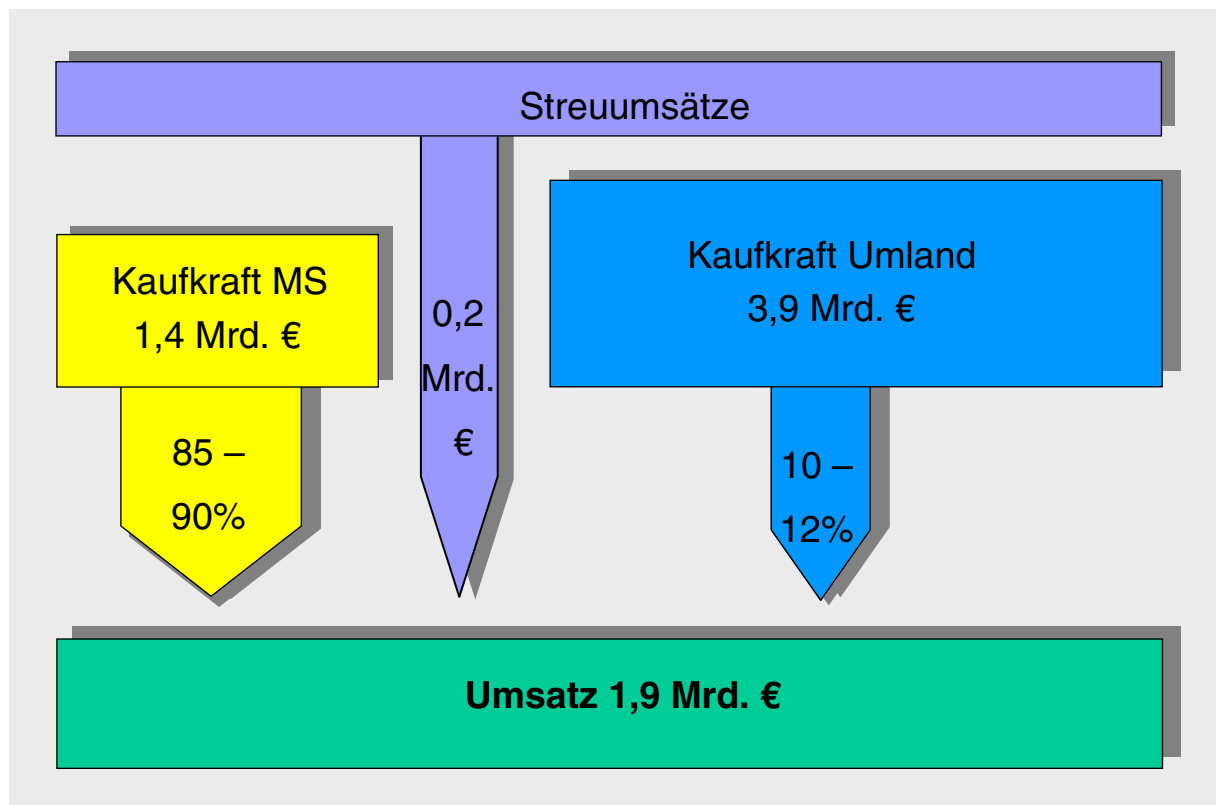 Streuumsätze
Kaufkraft MS
1,4 Mrd. €
85 –
90%
0,2
Mrd.
€
Kaufkraft Umland
3,9 Mrd. €
10 –
12%
Umsatz 1,9 Mrd. €